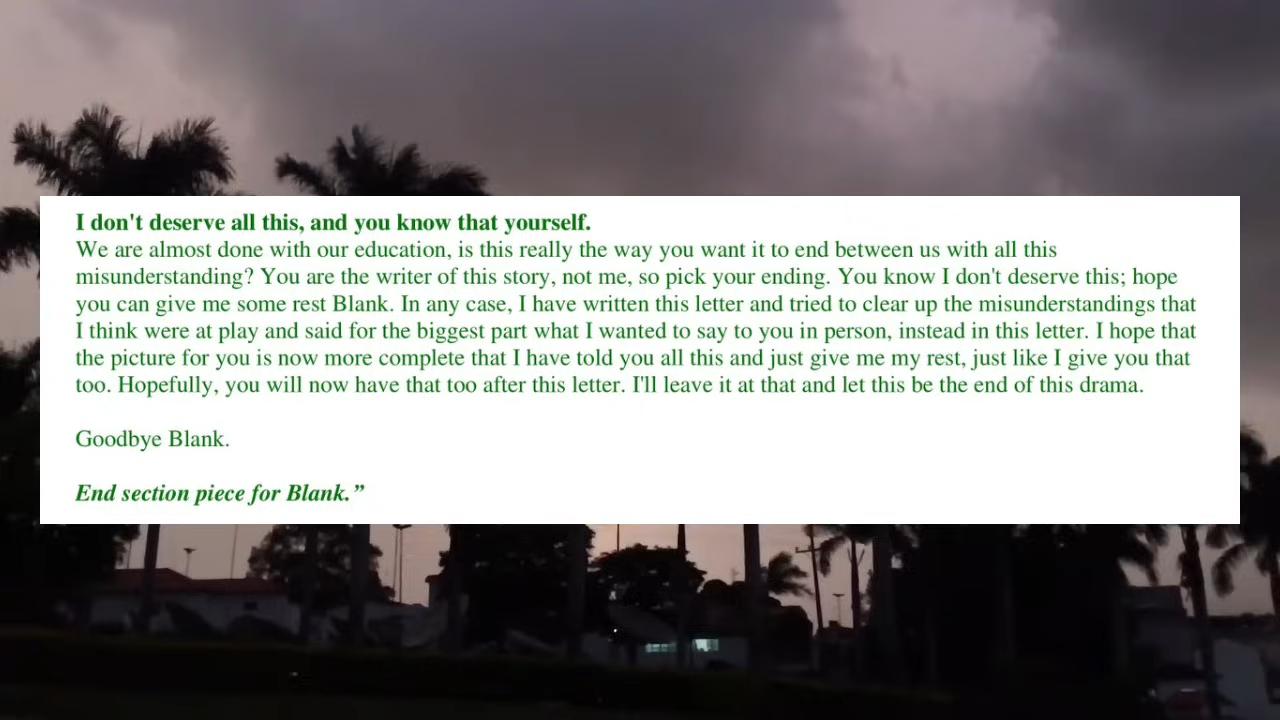 I don't deserve all this, and you know that yourself.
We are almost done with our education, is this really the way you want it to end between us with all this
misunderstanding? You are the writer of this story, not me, so pick your ending. You know I don't deserve this; hope
you can give me some rest Blank. In any case, I have written this letter and tried to clear up the misunderstandings that
I think were at play and said for the biggest part what I wanted to say to you in person, instead in this letter. I hope that
the picture for you is now more complete that I have told you all this and just give me my rest, just like I give you that
too. Hopefully, you will now have that too after this letter. I'll leave it at that and let this be the end of this drama.
Goodbye Blank.
End section piece for Blank.”